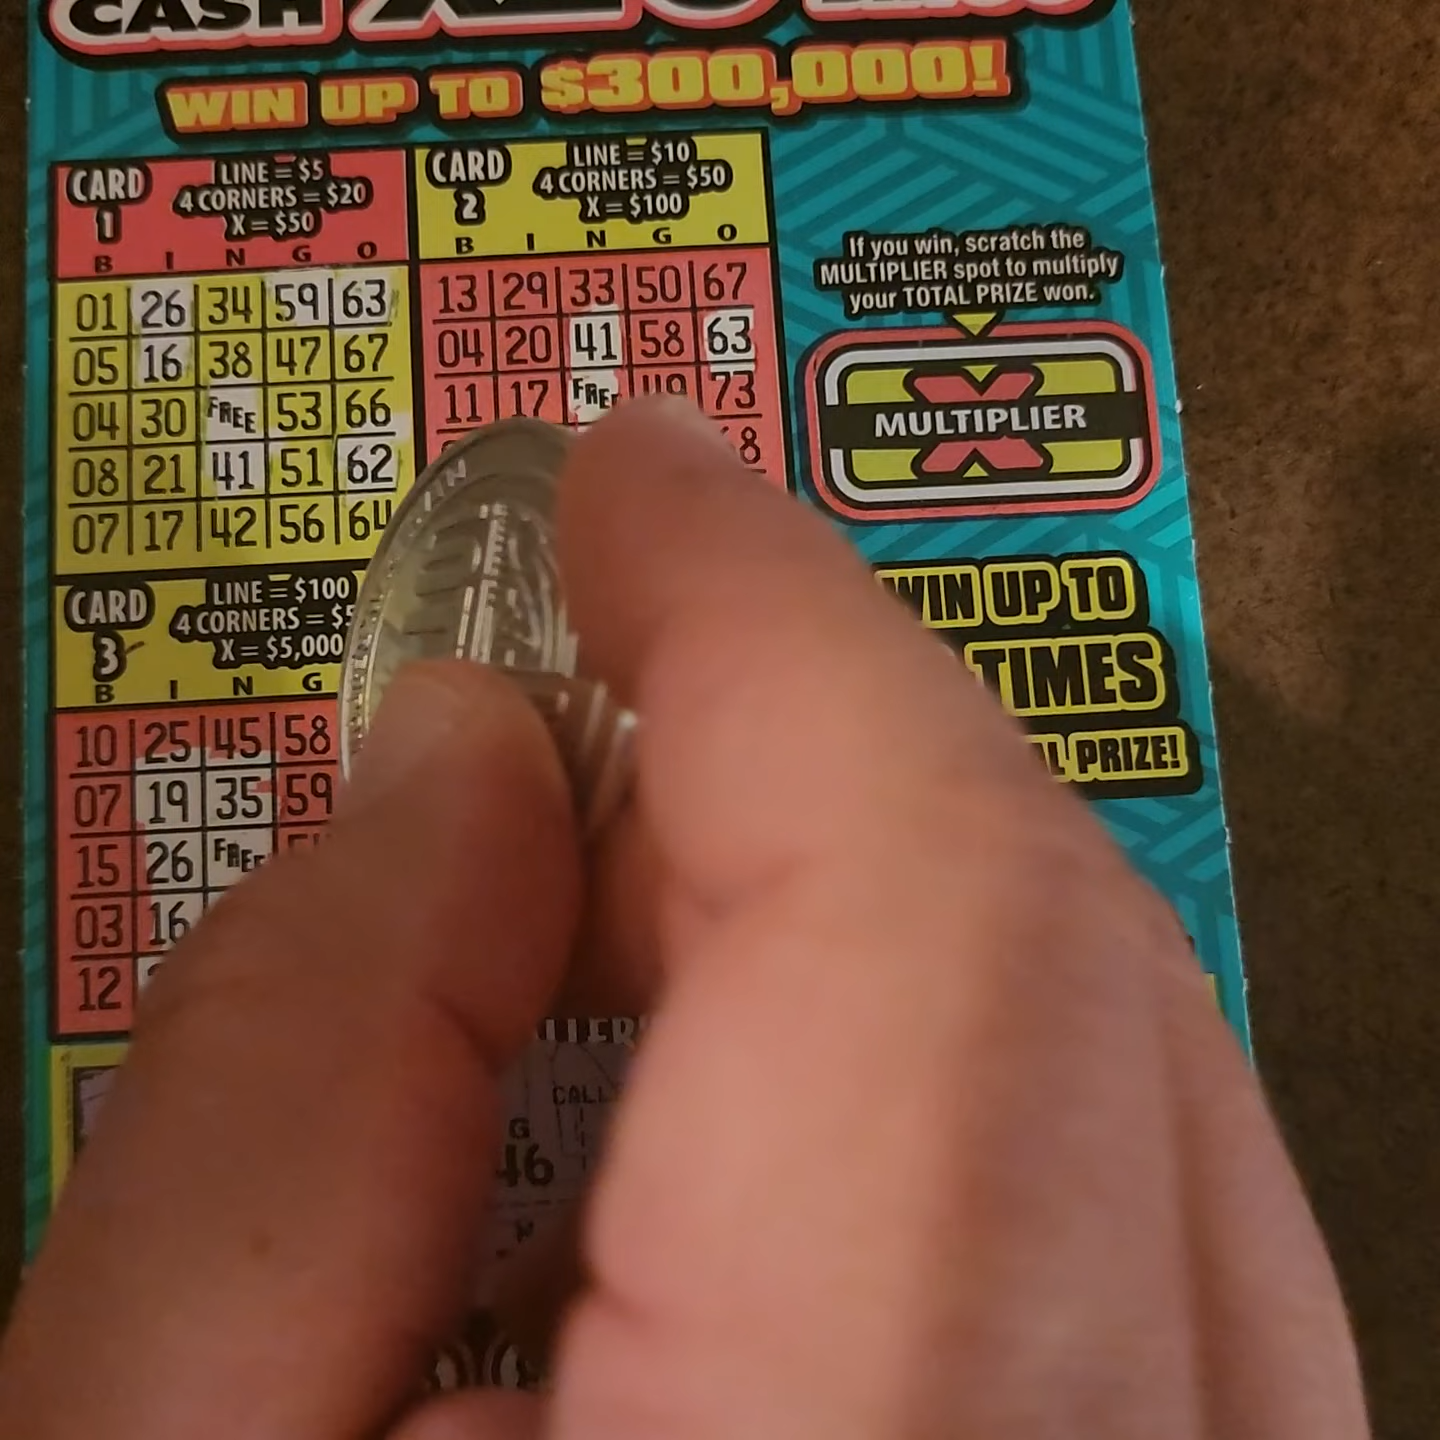 CASH
WIN UP TO $300,000!
CARD 1
LINE = $5
4 CORNERS = $20
X = $50
B I N G O
01 26 34 59 63
05 16 38 47 67
04 30 FREE 53 66
08 21 41 51 62
07 17 42 56 64
CARD 2
LINE = $10
4 CORNERS = $50
X = $100
B I N G O
13 29 33 50 67
04 20 41 58 63
11 17 FREE 73
If you win, scratch the
MULTIPLIER spot to multiply
your TOTAL PRIZE won.
MULTIPLIER
WIN UP TO
TIMES
PRIZE!
CARD 3
LINE = $100
4 CORNERS =
X = $5,000
B I N G
10 25 45 58
07 19 35 59
15 26 FREE
03 16
12
G
46